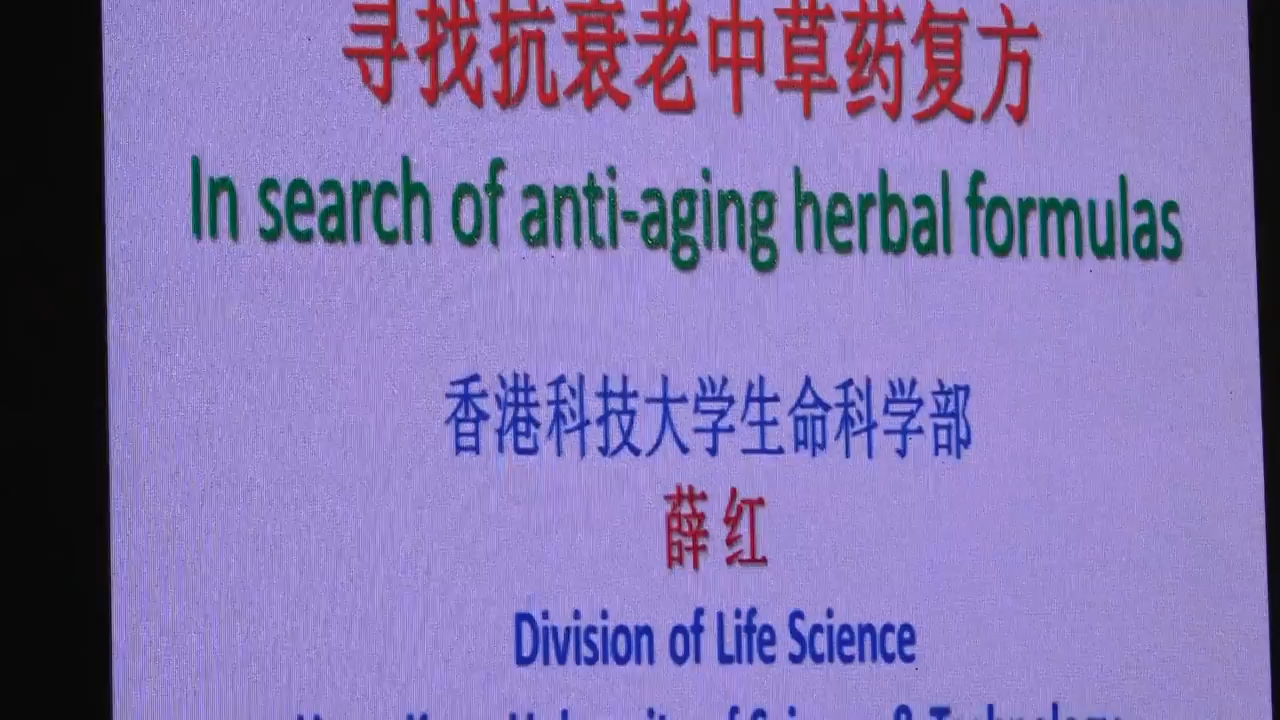 寻找抗衰老中草药复方
In search of anti-aging herbal formulas
香港科技大学生命科学部
薛红
Division of Life Science